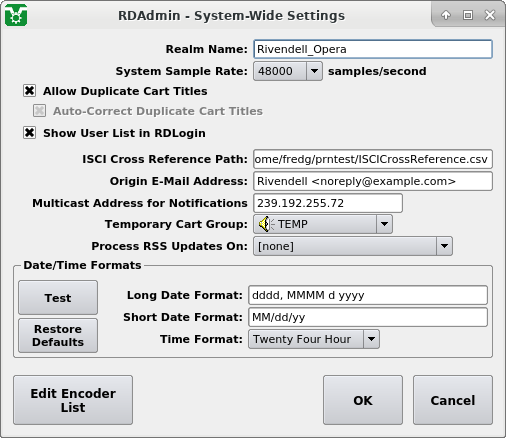 RDAdmin - System-Wide Settings
Realm Name: Rivendell_Opera
System Sample Rate: 48000 samples/second
Allow Duplicate Cart Titles
Auto-Correct Duplicate Cart Titles
Show User List in RDLogin
ISCI Cross Reference Path: ome/fredg/prntest/ISCICrossReference.csv
Origin E-Mail Address: Rivendell <noreply@example.com>
Multicast Address for Notifications 239.192.255.72
Temporary Cart Group: TEMP
Process RSS Updates On: [none]
Date/Time Formats
Test
Long Date Format: dddd, MMMM d yyyy
Restore
Defaults
Short Date Format: MM/dd/yy
Time Format: Twenty Four Hour
Edit Encoder
List
OK
Cancel